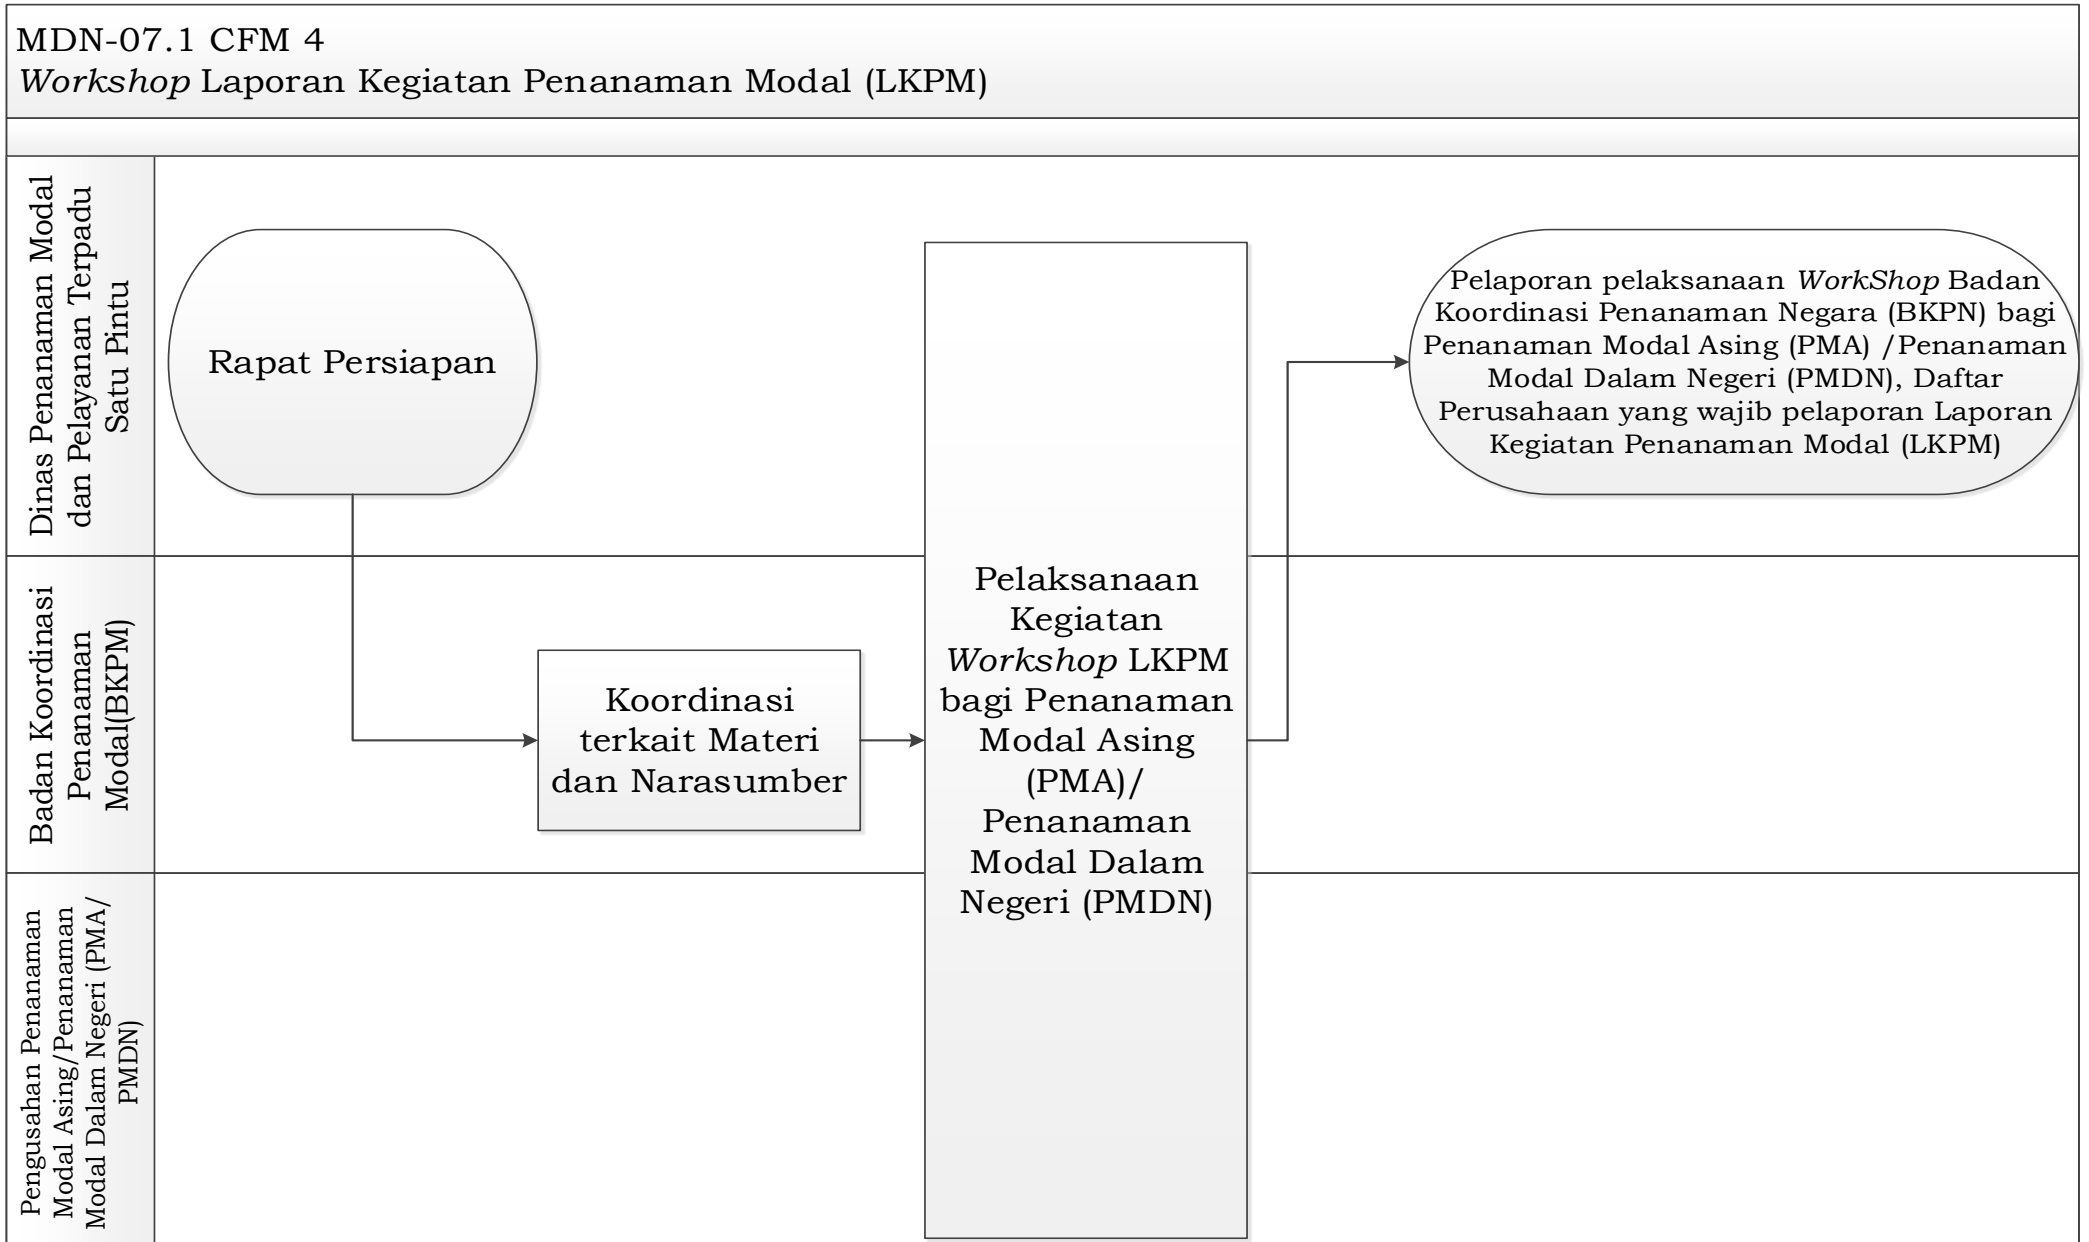 MDN-07.1 CFM 4
Workshop Laporan Kegiatan Penanaman Modal (LKPM)
Dinas Penanaman Modal
dan Pelayanan Terpadu
Satu Pintu
Rapat Persiapan
Pelaporan pelaksanaan WorkShop Badan
Koordinasi Penanaman Negara (BKPN) bagi
Penanaman Modal Asing (PMA) /Penanaman
Modal Dalam Negeri (PMDN), Daftar
Perusahaan yang wajib pelaporan Laporan
Kegiatan Penanaman Modal (LKPM)
Badan Koordinasi
Penanaman
Modal(BKPM)
Koordinasi
terkait Materi
dan Narasumber
Pelaksanaan
Kegiatan
Workshop LKPM
bagi Penanaman
Modal Asing
(PMA)/
Penanaman
Modal Dalam
Negeri (PMDN)
Pengusahan Penanaman
Modal Asing/Penanaman
Modal Dalam Negeri (PMA/
PMDN)